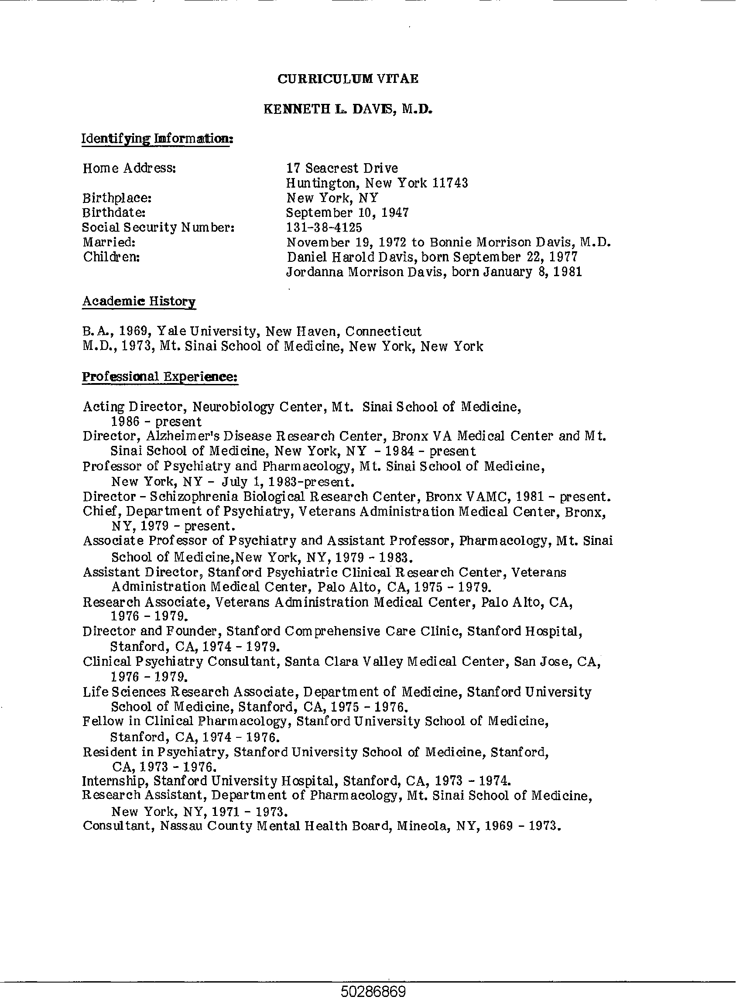 CURRICULUM VITAE
KENNETH L. DAVIS, M.D.
Identifying Information:
Home Address: 17 Seacrest Drive
Huntington, New York 11743
Birthplace: New York, NY
Birthdate: September 10, 1947
Social Security Number: 131-38-4125
Married: November 19, 1972 to Bonnie Morrison Davis, M.D.
Children: Daniel Harold Davis, born September 22, 1977
Jordanna Morrison Davis, born January 8, 1981
Academic History
B.A., 1969, Yale University, New Haven, Connecticut
M.D., 1973, Mt. Sinai School of Medicine, New York, New York
Professional Experience:
Acting Director, Neurobiology Center, Mt. Sinai School of Medicine,
1986 - present
Director, Alzheimer's Disease Research Center, Bronx VA Medical Center and Mt.
Sinai School of Medicine, New York, NY - 1984 - present
Professor of Psychiatry and Pharmacology, Mt. Sinai School of Medicine,
New York, NY - July 1, 1983-present.
Director - Schizophrenia Biological Research Center, Bronx VAMC, 1981 - present.
Chief, Department of Psychiatry, Veterans Administration Medical Center, Bronx,
NY, 1979 - present.
Associate Professor of Psychiatry and Assistant Professor, Pharmacology, Mt. Sinai
School of Medicine,New York, NY, 1979 - 1983.
Assistant Director, Stanford Psychiatric Clinical Research Center, Veterans
Administration Medical Center, Palo Alto, CA, 1975 - 1979.
Research Associate, Veterans Administration Medical Center, Palo Alto, CA,
1976 - 1979.
Director and Founder, Stanford Comprehensive Care Clinic, Stanford Hospital,
Stanford, CA, 1974 - 1979.
Clinical Psychiatry Consultant, Santa Clara Valley Medical Center, San Jose, CA,
1976 - 1979.
Life Sciences Research Associate, Department of Medicine, Stanford University
School of Medicine, Stanford, CA, 1975 - 1976.
Fellow in Clinical Pharmacology, Stanford University School of Medicine,
Stanford, CA, 1974 - 1976.
Resident in Psychiatry, Stanford University School of Medicine, Stanford,
CA, 1973 - 1976.
Internship, Stanford University Hospital, Stanford, CA, 1973 - 1974.
Research Assistant, Department of Pharmacology, Mt. Sinai School of Medicine,
New York, NY, 1971 - 1973.
Consultant, Nassau County Mental Health Board, Mineola, NY, 1969 - 1973.
50286869